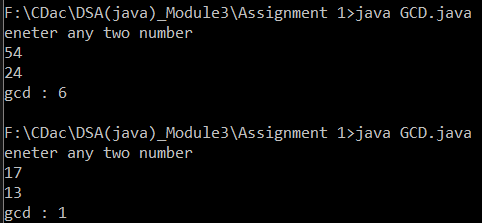 F:\CDac\DSA(java)_Module3\Assignment 1>java GCD.java
eneter any two number
54
24
gcd : 6
F:\CDac\DSA(java)_Module3\Assignment 1>java GCD.java
eneter any two number
17
13
gcd : 1